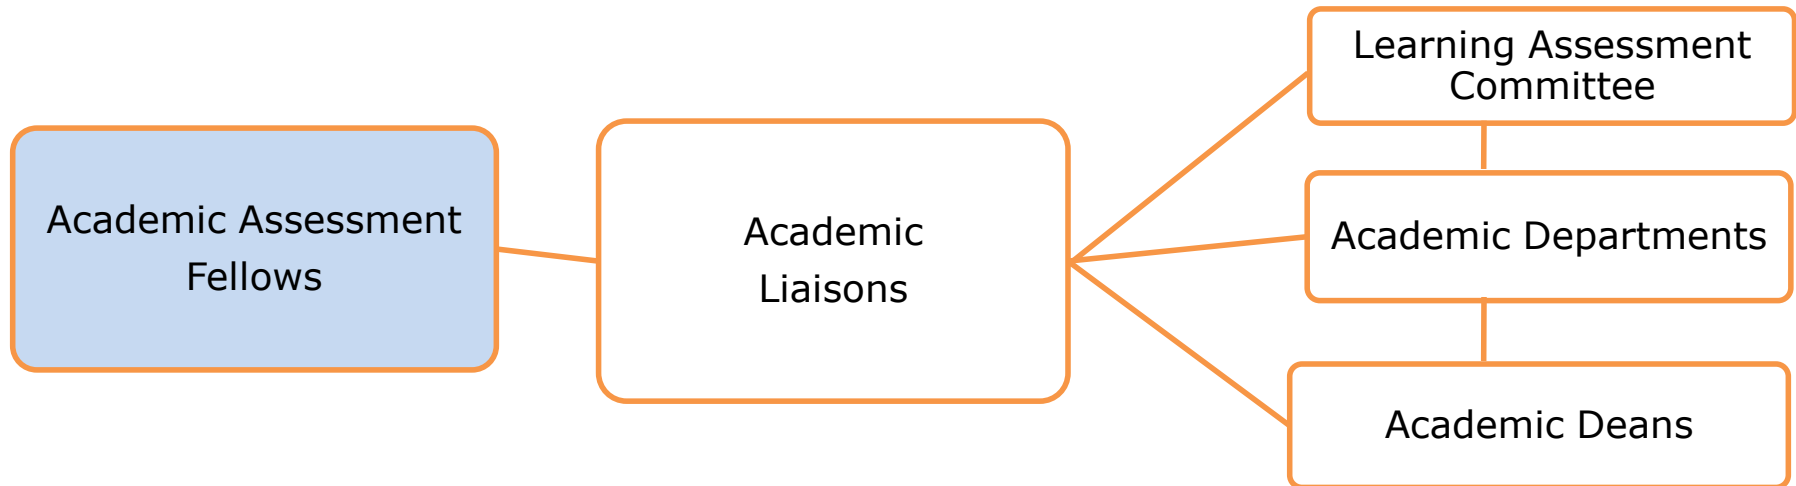 Academic Assessment
Fellows
Academic
Liaisons
Learning Assessment
Committee
Academic Departments
Academic Deans